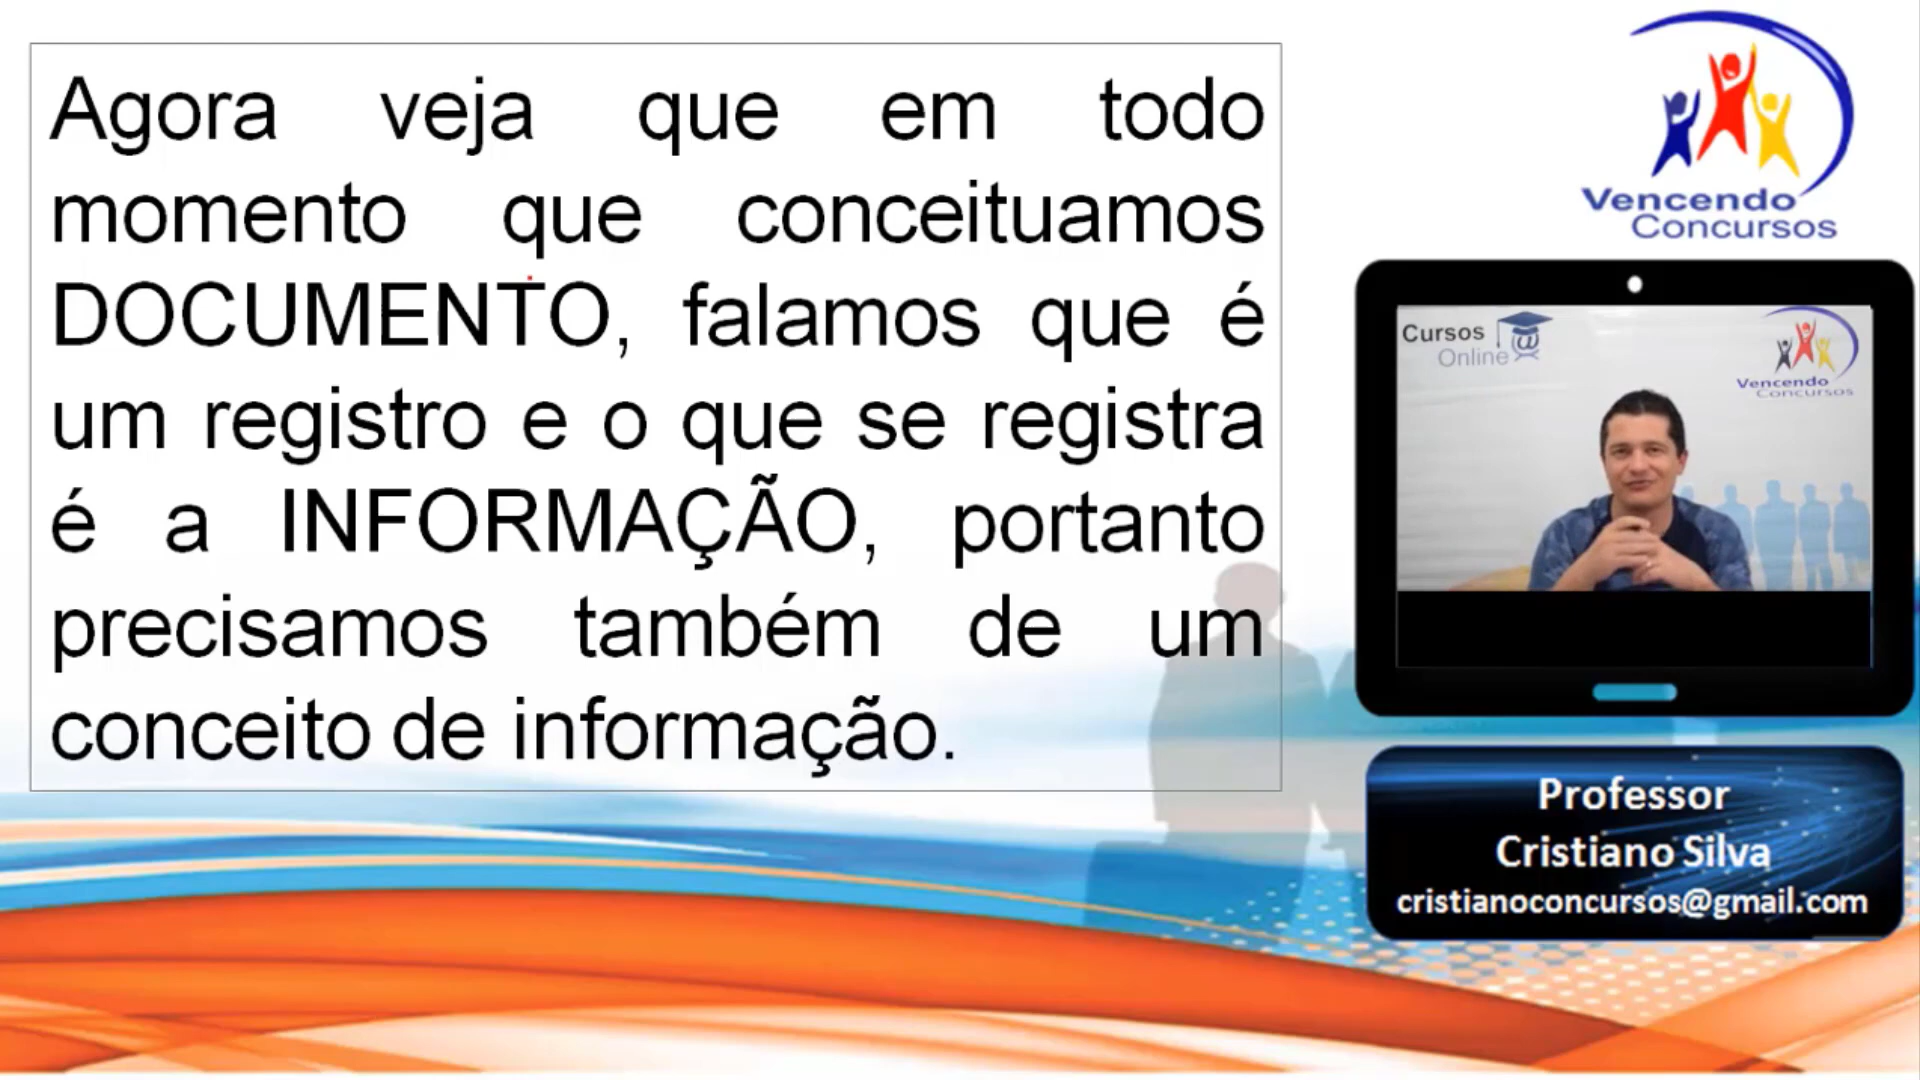 Agora veja que em todo
momento que conceituamos
DOCUMENTO, falamos que é
um registro e o que se registra
é a INFORMAÇÃO, portanto
precisamos também de um
conceito de informação.
Vencendo
Concursos
Cursos
Online
Vencendo
Concursos
Professor
Cristiano Silva
cristianoconcursos@gmail.com